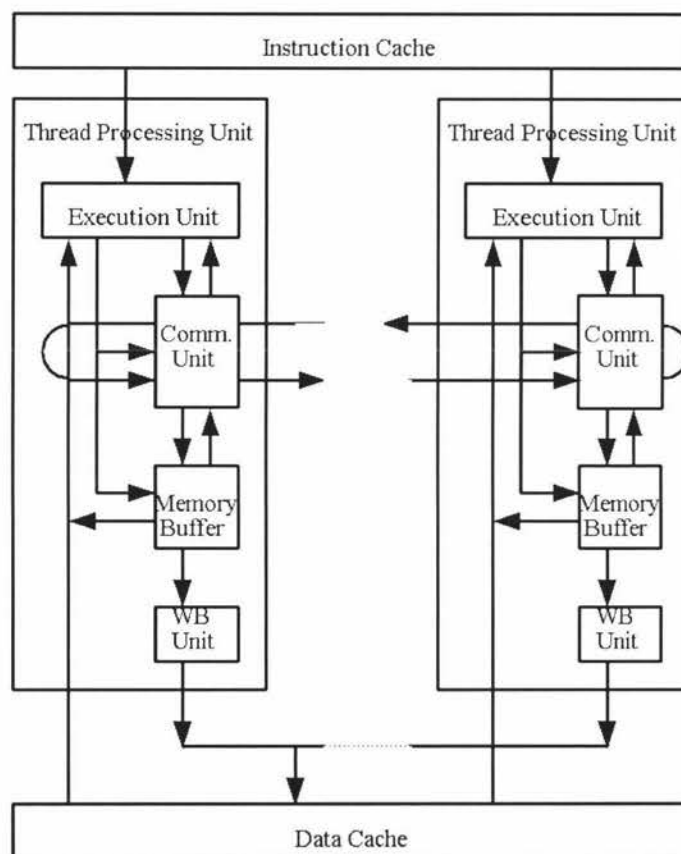 Instruction Cache
Thread Processing Unit
Thread Processing Unit
Execution Unit
Execution Unit
Comm.
Unit
Comm.
Unit
Memory
Buffer
Memory
Buffer
WB
Unit
WB
Unit
Data Cache